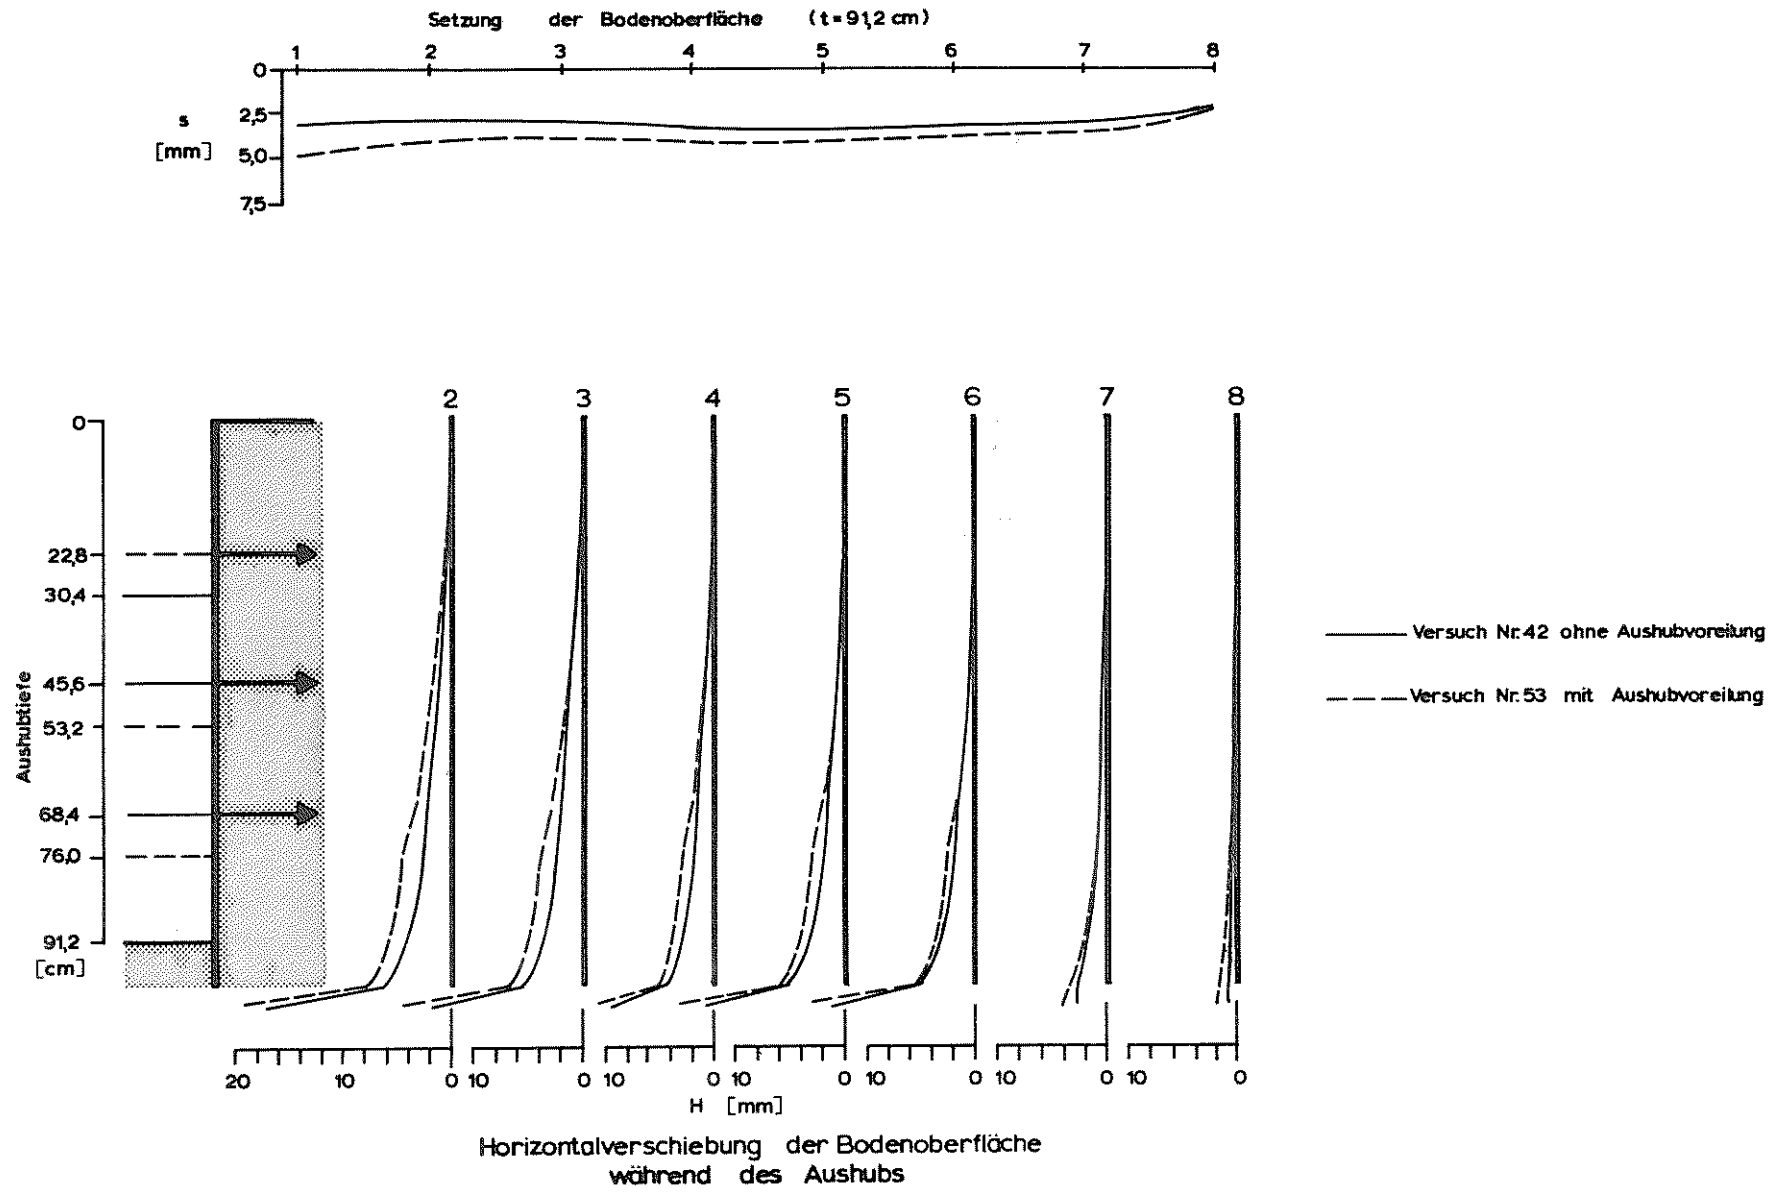 Setzung der Bodenoberfläche (t=91,2 cm)
1 2 3 4 5 6 7 8
0
2,5
s
[mm]
5,0
7,5
2 3 4 5 6 7 8
0
22,8
30,4
45,6
53,2
68,4
76,0
91,2
[cm]
Aushubtiefe
Versuch Nr. 42 ohne Aushubvoreilung
Versuch Nr. 53 mit Aushubvoreilung
20 10 0 10 0 10 0 10 0 10 0 10 0 10 0
H [mm]
Horizontalverschiebung der Bodenoberfläche
während des Aushubs